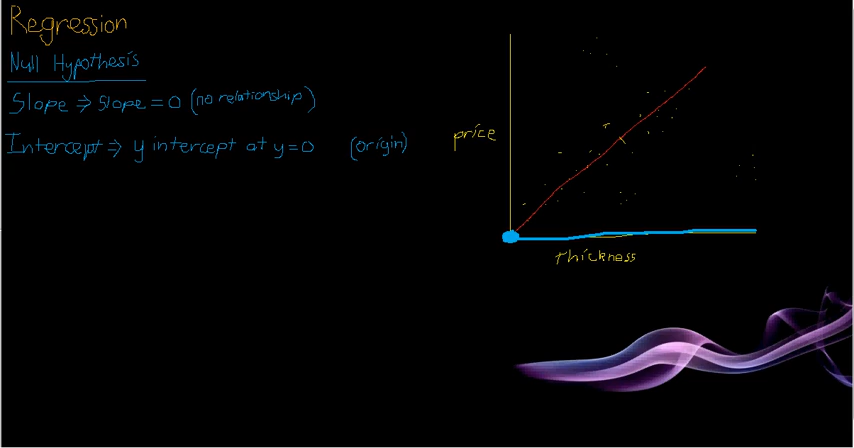 Regression
Null Hypothesis
Slope ⇒ Slope = 0 (no relationship)
Intercept ⇒ y intercept at y=0 (origin)
price
thickness